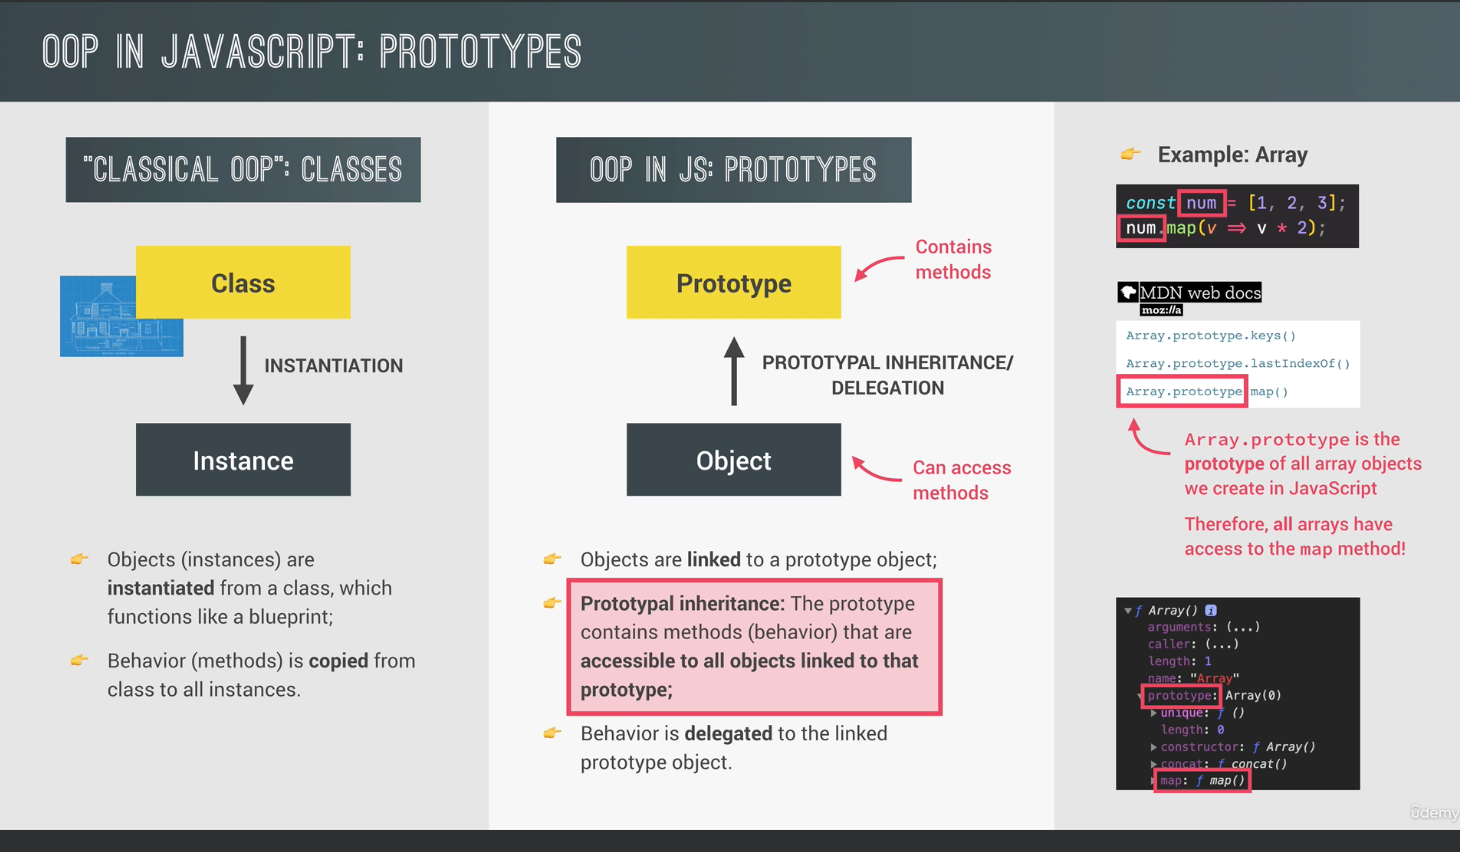 OOP IN JAVASCRIPT: PROTOTYPES
"CLASSICAL OOP": CLASSES
Class
INSTANTIATION
Instance
👉 Objects (instances) are
instantiated from a class, which
functions like a blueprint;
👉 Behavior (methods) is copied from
class to all instances.
OOP IN JS: PROTOTYPES
Prototype
Contains
methods
PROTOTYPAL INHERITANCE/
DELEGATION
Object
Can access
methods
👉 Objects are linked to a prototype object;
👉 Prototypal inheritance: The prototype
contains methods (behavior) that are
accessible to all objects linked to that
prototype;
👉 Behavior is delegated to the linked
prototype object.
👉 Example: Array
const num = [1, 2, 3];
num.map(v => v * 2);
MDN web docs
moz://a
Array.prototype.keys()
Array.prototype.lastIndexOf()
Array.prototype.map()
Array.prototype is the
prototype of all array objects
we create in JavaScript
Therefore, all arrays have
access to the map method!
▼ƒ Array() i
arguments: (...)
caller: (...)
length: 1
name: "Array"
▼prototype: Array(0)
▶unique: ƒ ()
length: 0
▶constructor: ƒ Array()
▶concat: ƒ concat()
▶map: ƒ map()
ûdemy